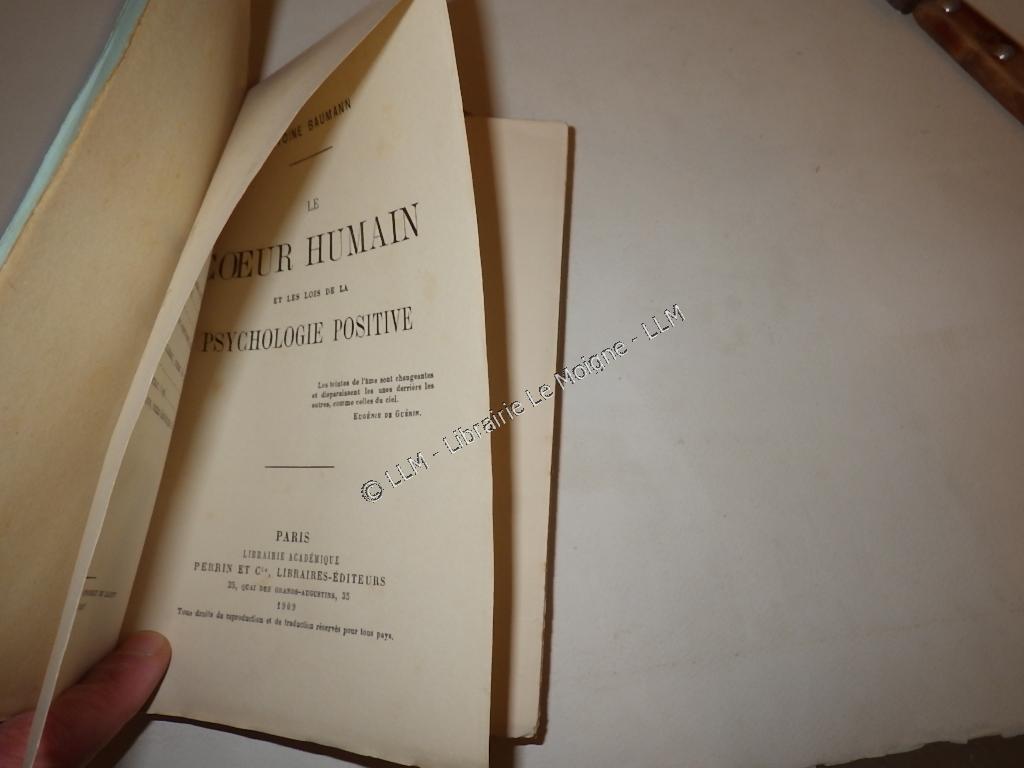 BAUMANN
LE
COEUR HUMAIN
ET LES LOIS DE LA
PSYCHOLOGIE POSITIVE
Les teintes de l'âme sont changeantes
et disparaissent les unes derrière les
autres, comme celles du ciel.
EUGÉNIE DE GUÉRIN.
© LLM - Librairie Le Moigne - LLM
PARIS
LIBRAIRIE ACADÉMIQUE
PERRIN ET Cie, LIBRAIRES-ÉDITEURS
35, QUAI DES GRANDS-AUGUSTINS, 35
1909
Tous droits de reproduction et de traduction réservés pour tous pays.